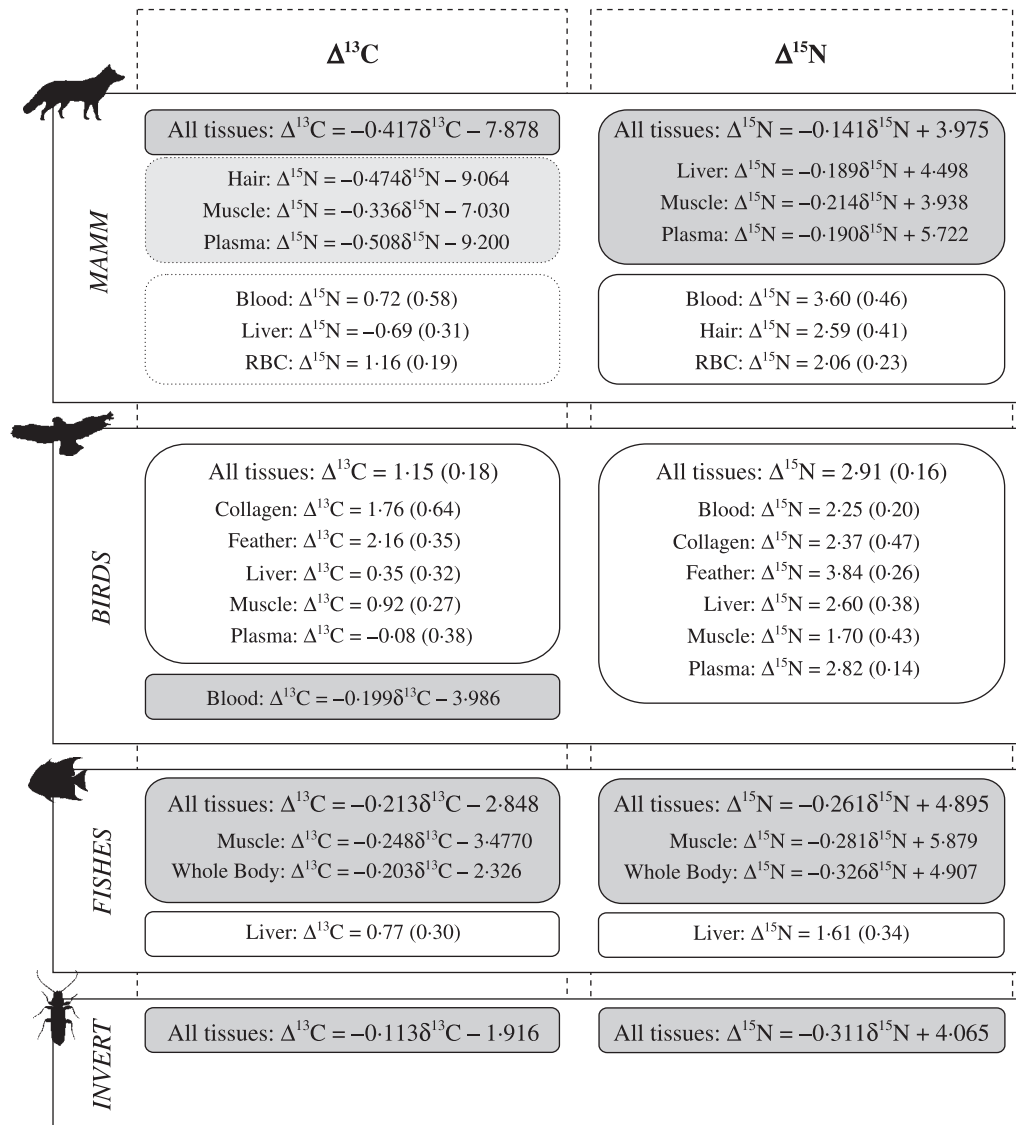 Δ¹³C
Δ¹⁵N
MAMM
All tissues: Δ¹³C = −0·417δ¹³C − 7·878
Hair: Δ¹⁵N = −0·474δ¹⁵N − 9·064
Muscle: Δ¹⁵N = −0·336δ¹⁵N − 7·030
Plasma: Δ¹⁵N = −0·508δ¹⁵N − 9·200
Blood: Δ¹⁵N = 0·72 (0·58)
Liver: Δ¹⁵N = −0·69 (0·31)
RBC: Δ¹⁵N = 1·16 (0·19)
All tissues: Δ¹⁵N = −0·141δ¹⁵N + 3·975
Liver: Δ¹⁵N = −0·189δ¹⁵N + 4·498
Muscle: Δ¹⁵N = −0·214δ¹⁵N + 3·938
Plasma: Δ¹⁵N = −0·190δ¹⁵N + 5·722
Blood: Δ¹⁵N = 3·60 (0·46)
Hair: Δ¹⁵N = 2·59 (0·41)
RBC: Δ¹⁵N = 2·06 (0·23)
BIRDS
All tissues: Δ¹³C = 1·15 (0·18)
Collagen: Δ¹³C = 1·76 (0·64)
Feather: Δ¹³C = 2·16 (0·35)
Liver: Δ¹³C = 0·35 (0·32)
Muscle: Δ¹³C = 0·92 (0·27)
Plasma: Δ¹³C = −0·08 (0·38)
Blood: Δ¹³C = −0·199δ¹³C − 3·986
All tissues: Δ¹⁵N = 2·91 (0·16)
Blood: Δ¹⁵N = 2·25 (0·20)
Collagen: Δ¹⁵N = 2·37 (0·47)
Feather: Δ¹⁵N = 3·84 (0·26)
Liver: Δ¹⁵N = 2·60 (0·38)
Muscle: Δ¹⁵N = 1·70 (0·43)
Plasma: Δ¹⁵N = 2·82 (0·14)
FISHES
All tissues: Δ¹³C = −0·213δ¹³C − 2·848
Muscle: Δ¹³C = −0·248δ¹³C − 3·4770
Whole Body: Δ¹³C = −0·203δ¹³C − 2·326
Liver: Δ¹³C = 0·77 (0·30)
All tissues: Δ¹⁵N = −0·261δ¹⁵N + 4·895
Muscle: Δ¹⁵N = −0·281δ¹⁵N + 5·879
Whole Body: Δ¹⁵N = −0·326δ¹⁵N + 4·907
Liver: Δ¹⁵N = 1·61 (0·34)
INVERT
All tissues: Δ¹³C = −0·113δ¹³C − 1·916
All tissues: Δ¹⁵N = −0·311δ¹⁵N + 4·065